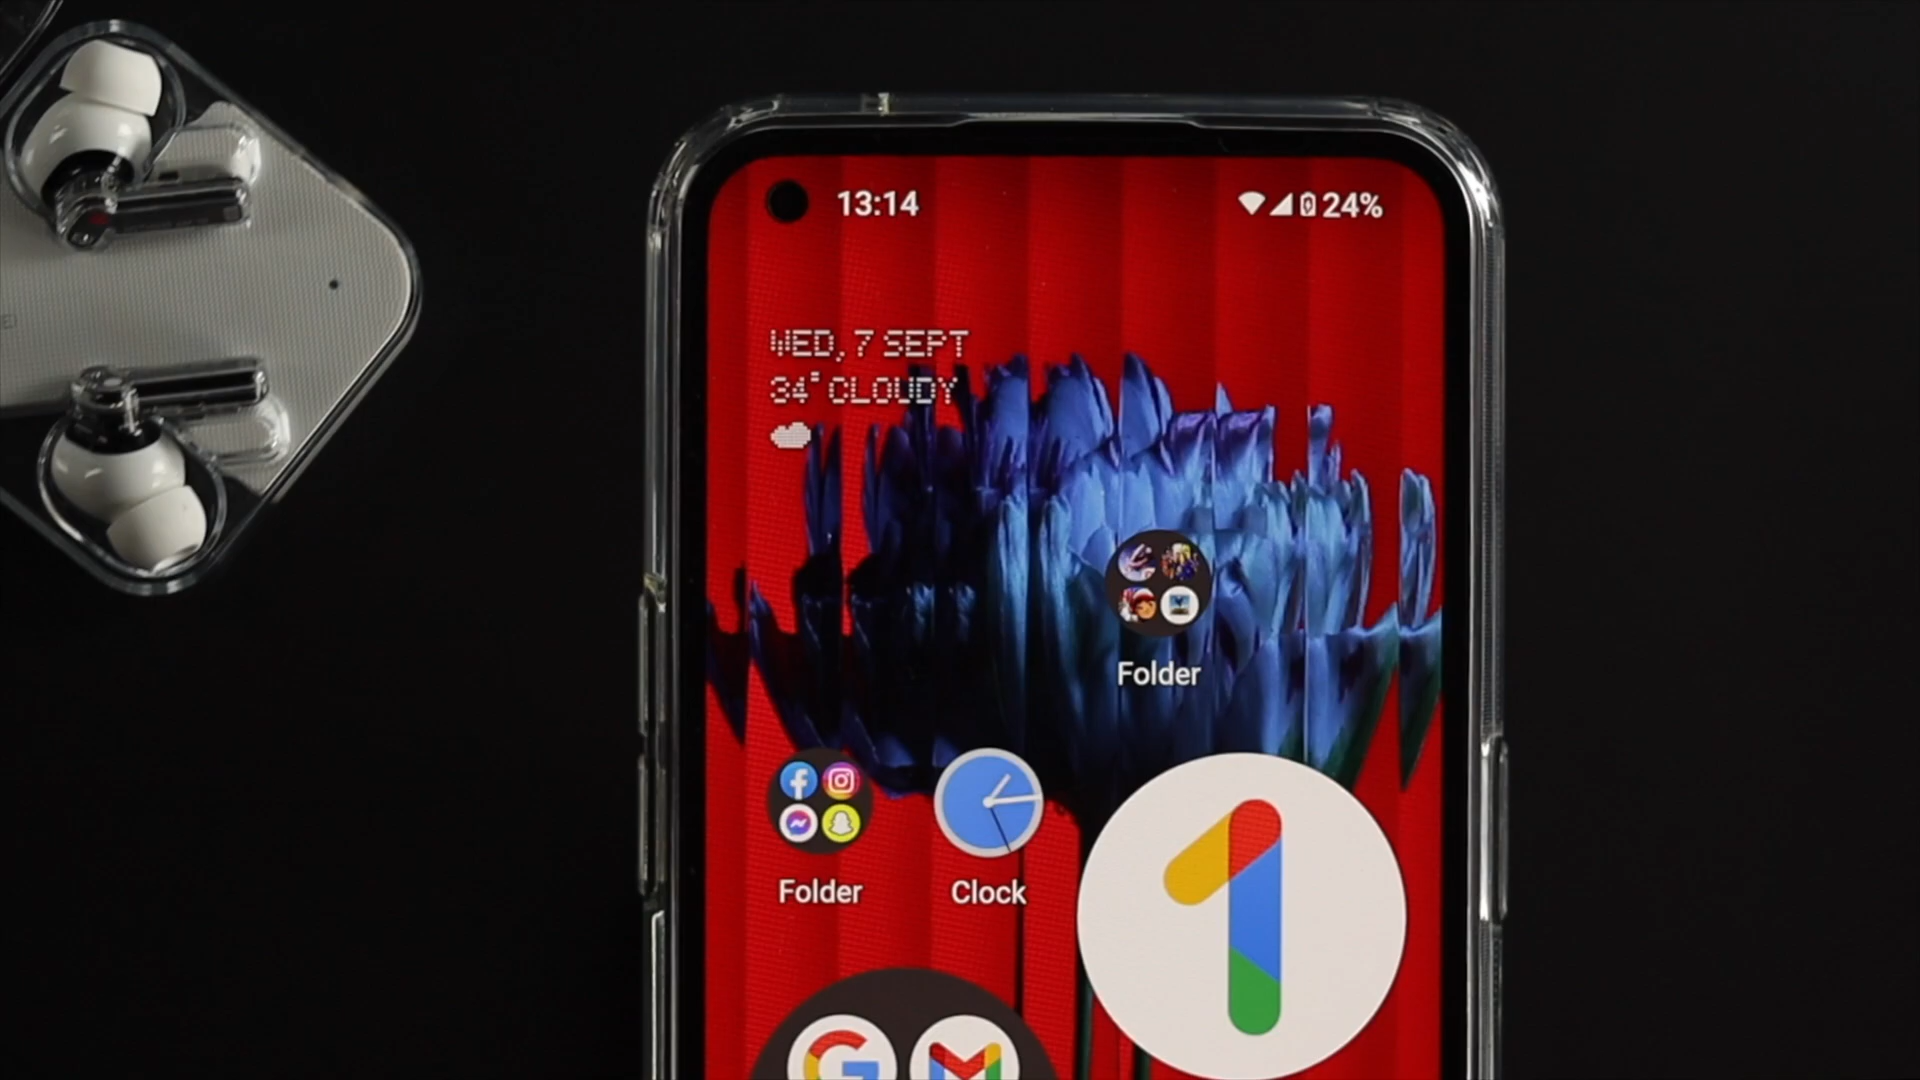 13:14
24%
WED, 7 SEPT
34° CLOUDY
Folder
Folder
Clock